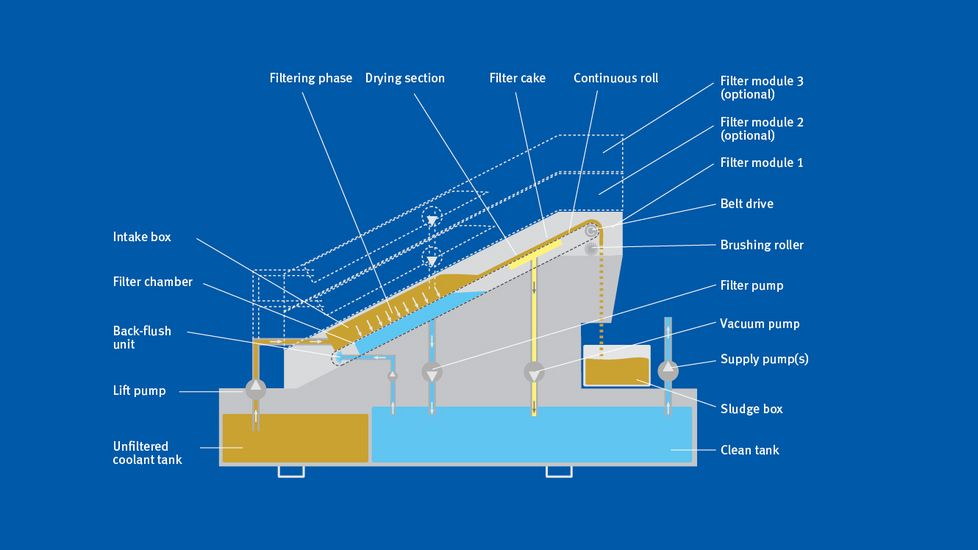 Filtering phase
Drying section
Filter cake
Continuous roll
Filter module 3
(optional)
Filter module 2
(optional)
Filter module 1
Belt drive
Brushing roller
Filter pump
Vacuum pump
Supply pump(s)
Sludge box
Clean tank
Intake box
Filter chamber
Back-flush
unit
Lift pump
Unfiltered
coolant tank